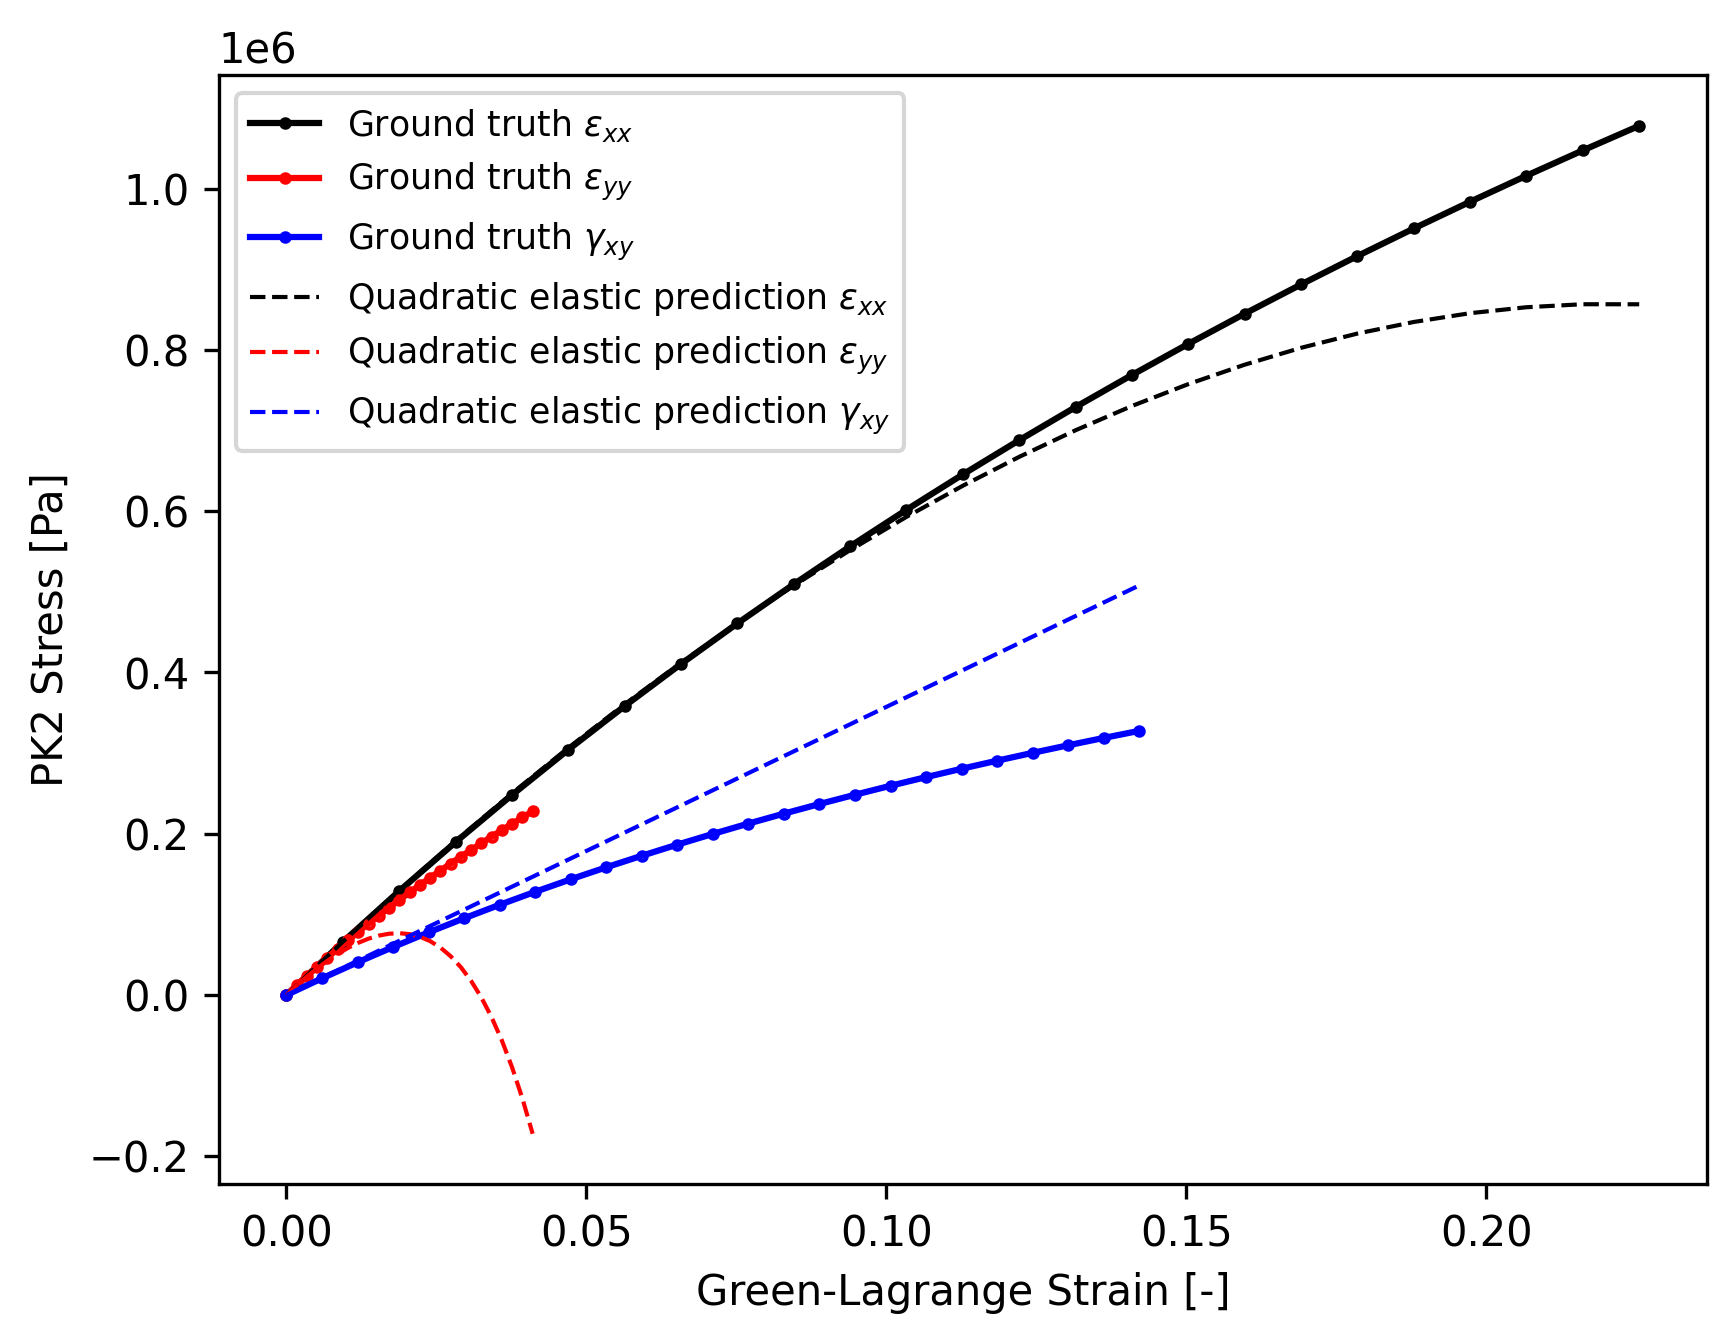 1e6
Ground truth εxx
Ground truth εyy
Ground truth γxy
Quadratic elastic prediction εxx
Quadratic elastic prediction εyy
Quadratic elastic prediction γxy
PK2 Stress [Pa]
1.0
0.8
0.6
0.4
0.2
0.0
−0.2
0.00 0.05 0.10 0.15 0.20
Green-Lagrange Strain [-]